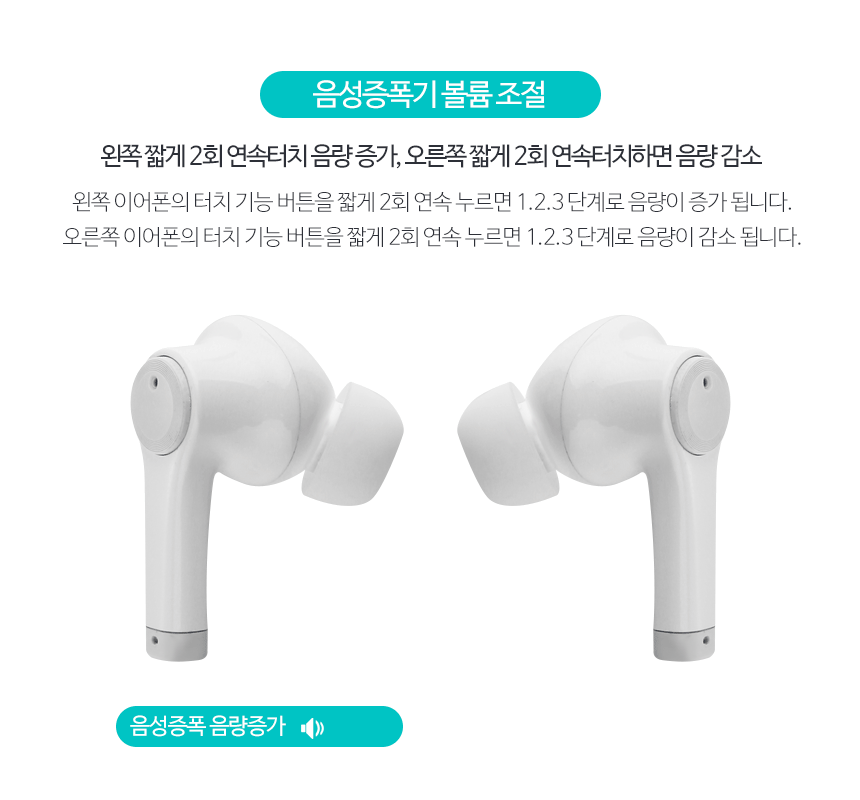 음성증폭기 볼륨 조절
왼쪽 짧게 2회 연속터치 음량 증가, 오른쪽 짧게 2회 연속터치하면 음량 감소
왼쪽 이어폰의 터치 기능 버튼을 짧게 2회 연속 누르면 1.2.3 단계로 음량이 증가 됩니다.
오른쪽 이어폰의 터치 기능 버튼을 짧게 2회 연속 누르면 1.2.3 단계로 음량이 감소 됩니다.
음성증폭 음량증가